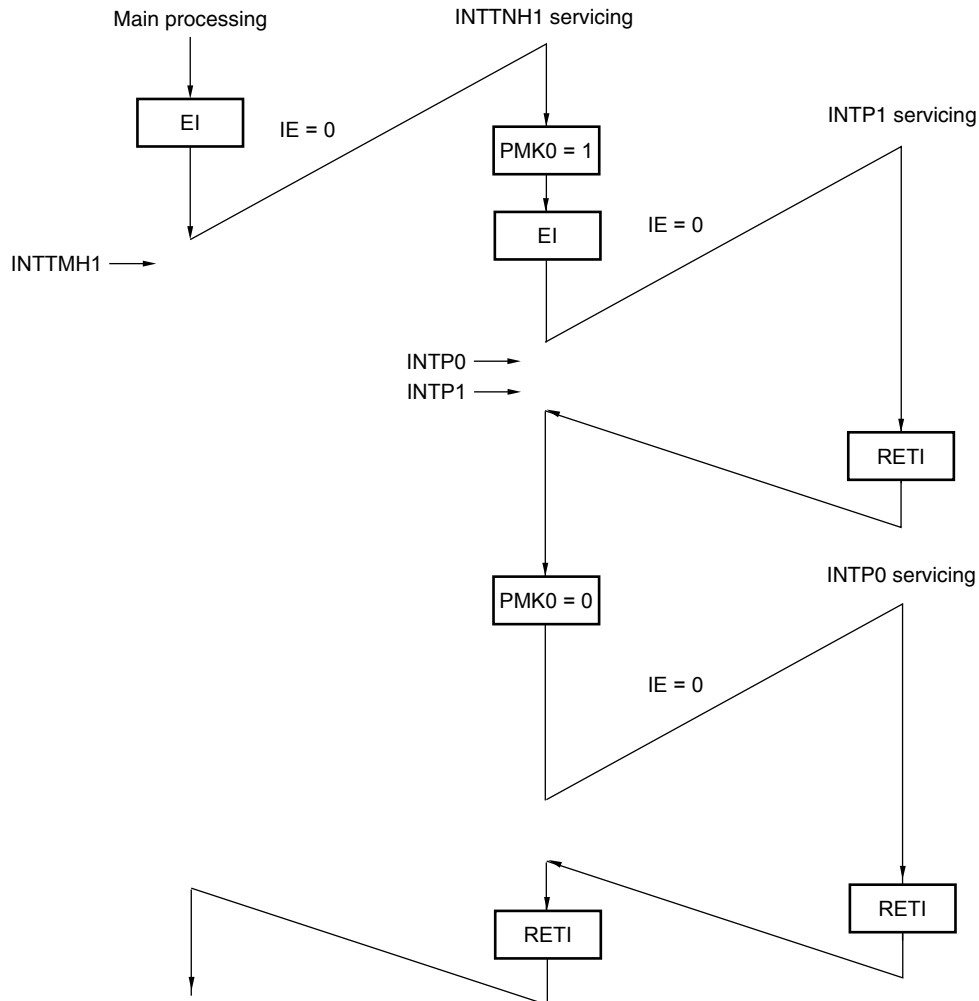 Main processing
INTTNH1 servicing
EI
IE = 0
PMK0 = 1
INTP1 servicing
EI
IE = 0
INTTMH1
INTP0
INTP1
RETI
INTP0 servicing
PMK0 = 0
IE = 0
RETI
RETI